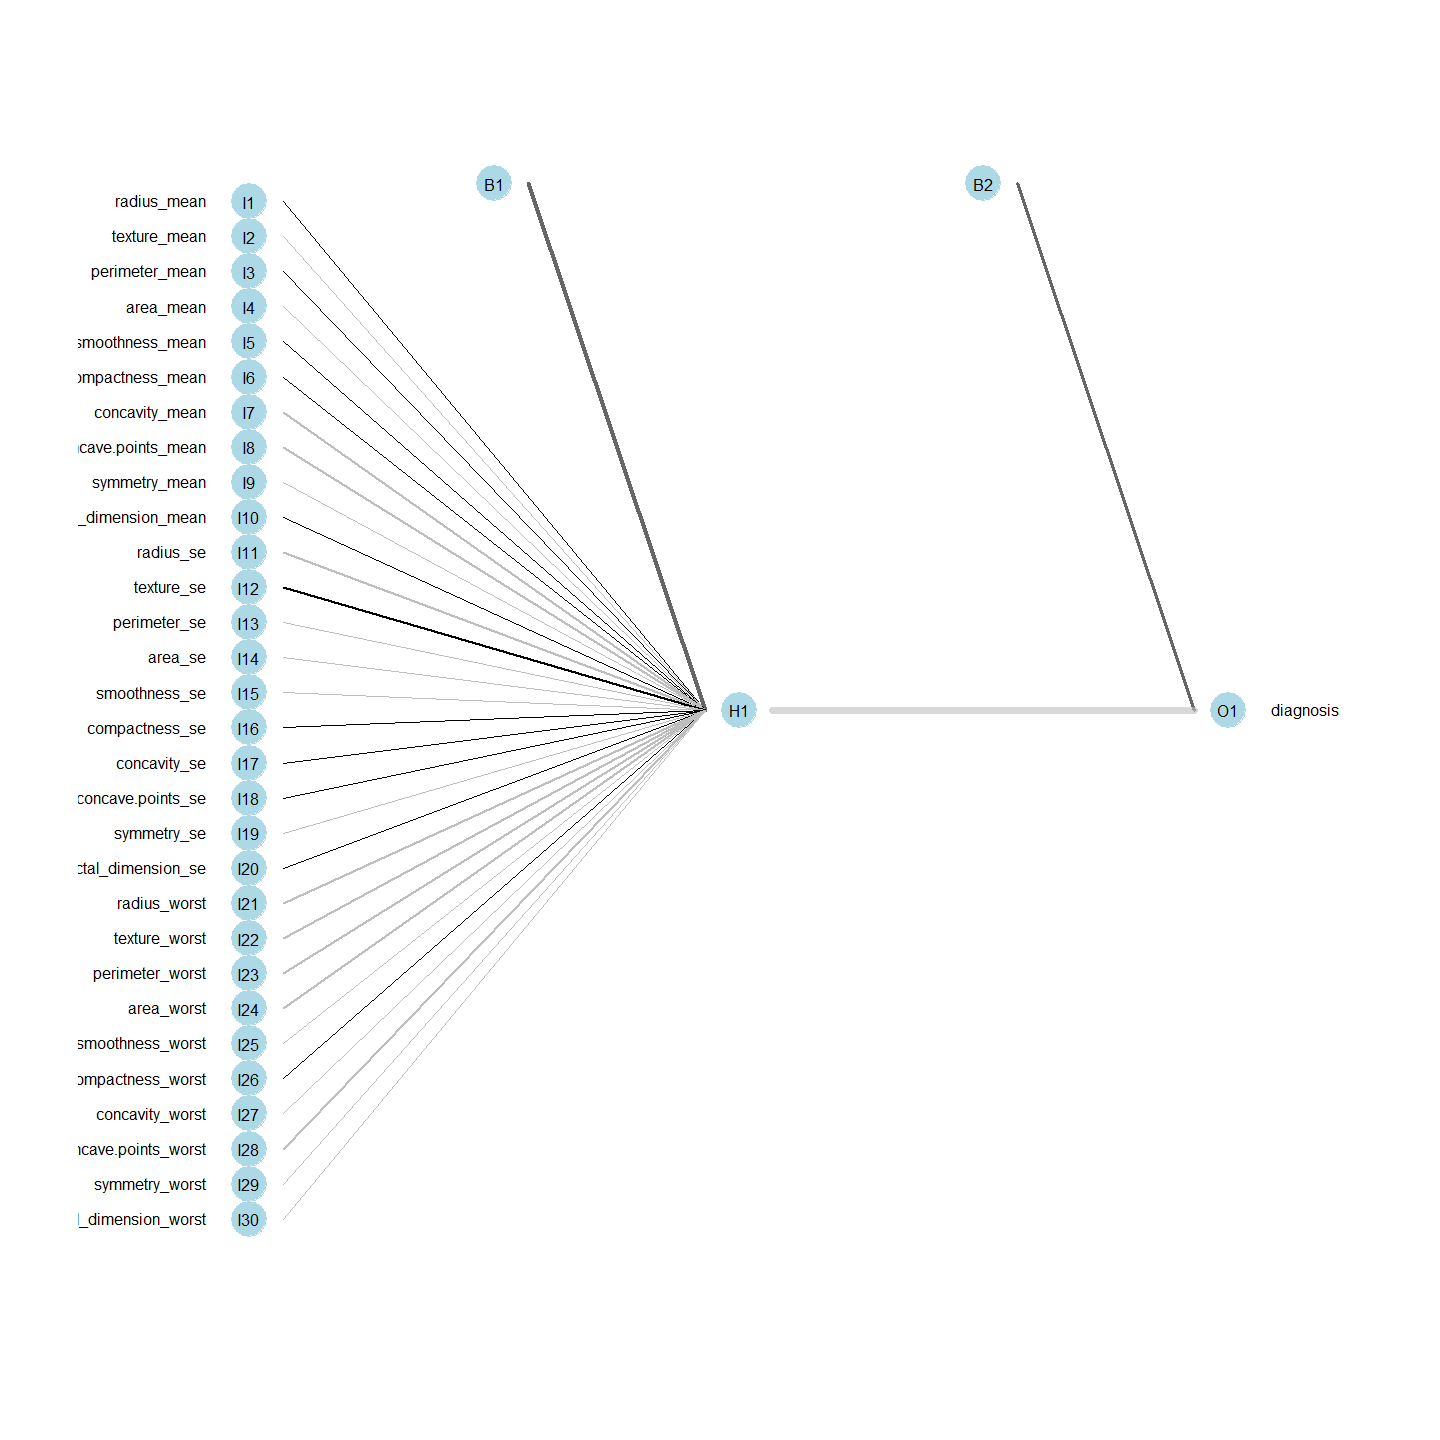 B1
B2
radius_mean I1
texture_mean I2
perimeter_mean I3
area_mean I4
smoothness_mean I5
ompactness_mean I6
concavity_mean I7
ncave.points_mean I8
symmetry_mean I9
_dimension_mean I10
radius_se I11
texture_se I12
perimeter_se I13
area_se I14
smoothness_se I15
H1
O1 diagnosis
compactness_se I16
concavity_se I17
concave.points_se I18
symmetry_se I19
ctal_dimension_se I20
radius_worst I21
texture_worst I22
perimeter_worst I23
area_worst I24
smoothness_worst I25
ompactness_worst I26
concavity_worst I27
ncave.points_worst I28
symmetry_worst I29
l_dimension_worst I30